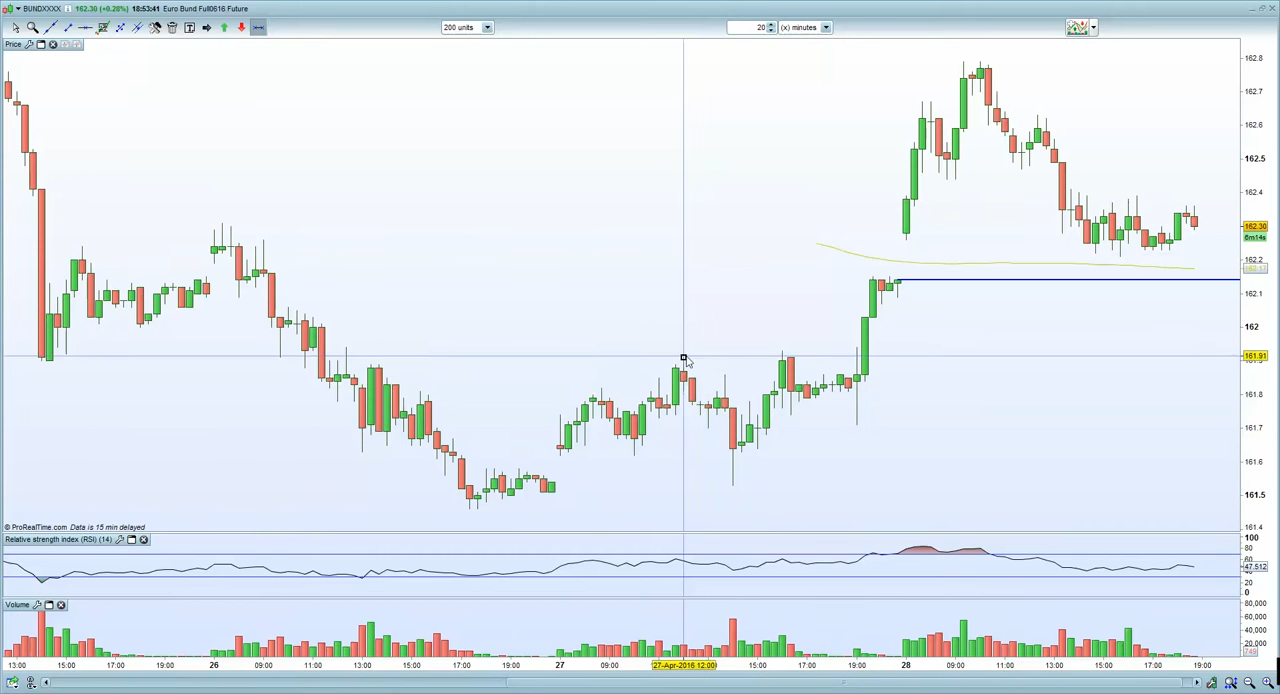 BUNDXXXX 162.30 (+0.28%) 18:53:41 Euro Bund Full0616 Future
200 units
20 (x) minutes
Price
162.8
162.7
162.6
162.5
162.4
162.30
6m14s
162.2
162.1
162
161.91
161.8
161.7
161.6
161.5
161.4
© ProRealTime.com Data is 15 min delayed
Relative strength index (RSI) (14)
100
80
60
47.512
20
0
Volume
80,000
60,000
40,000
20,000
749
13:00 15:00 17:00 19:00 26 09:00 11:00 13:00 15:00 17:00 19:00 27 09:00 27-Apr-2016 12:00 15:00 17:00 19:00 28 09:00 11:00 13:00 15:00 17:00 19:00